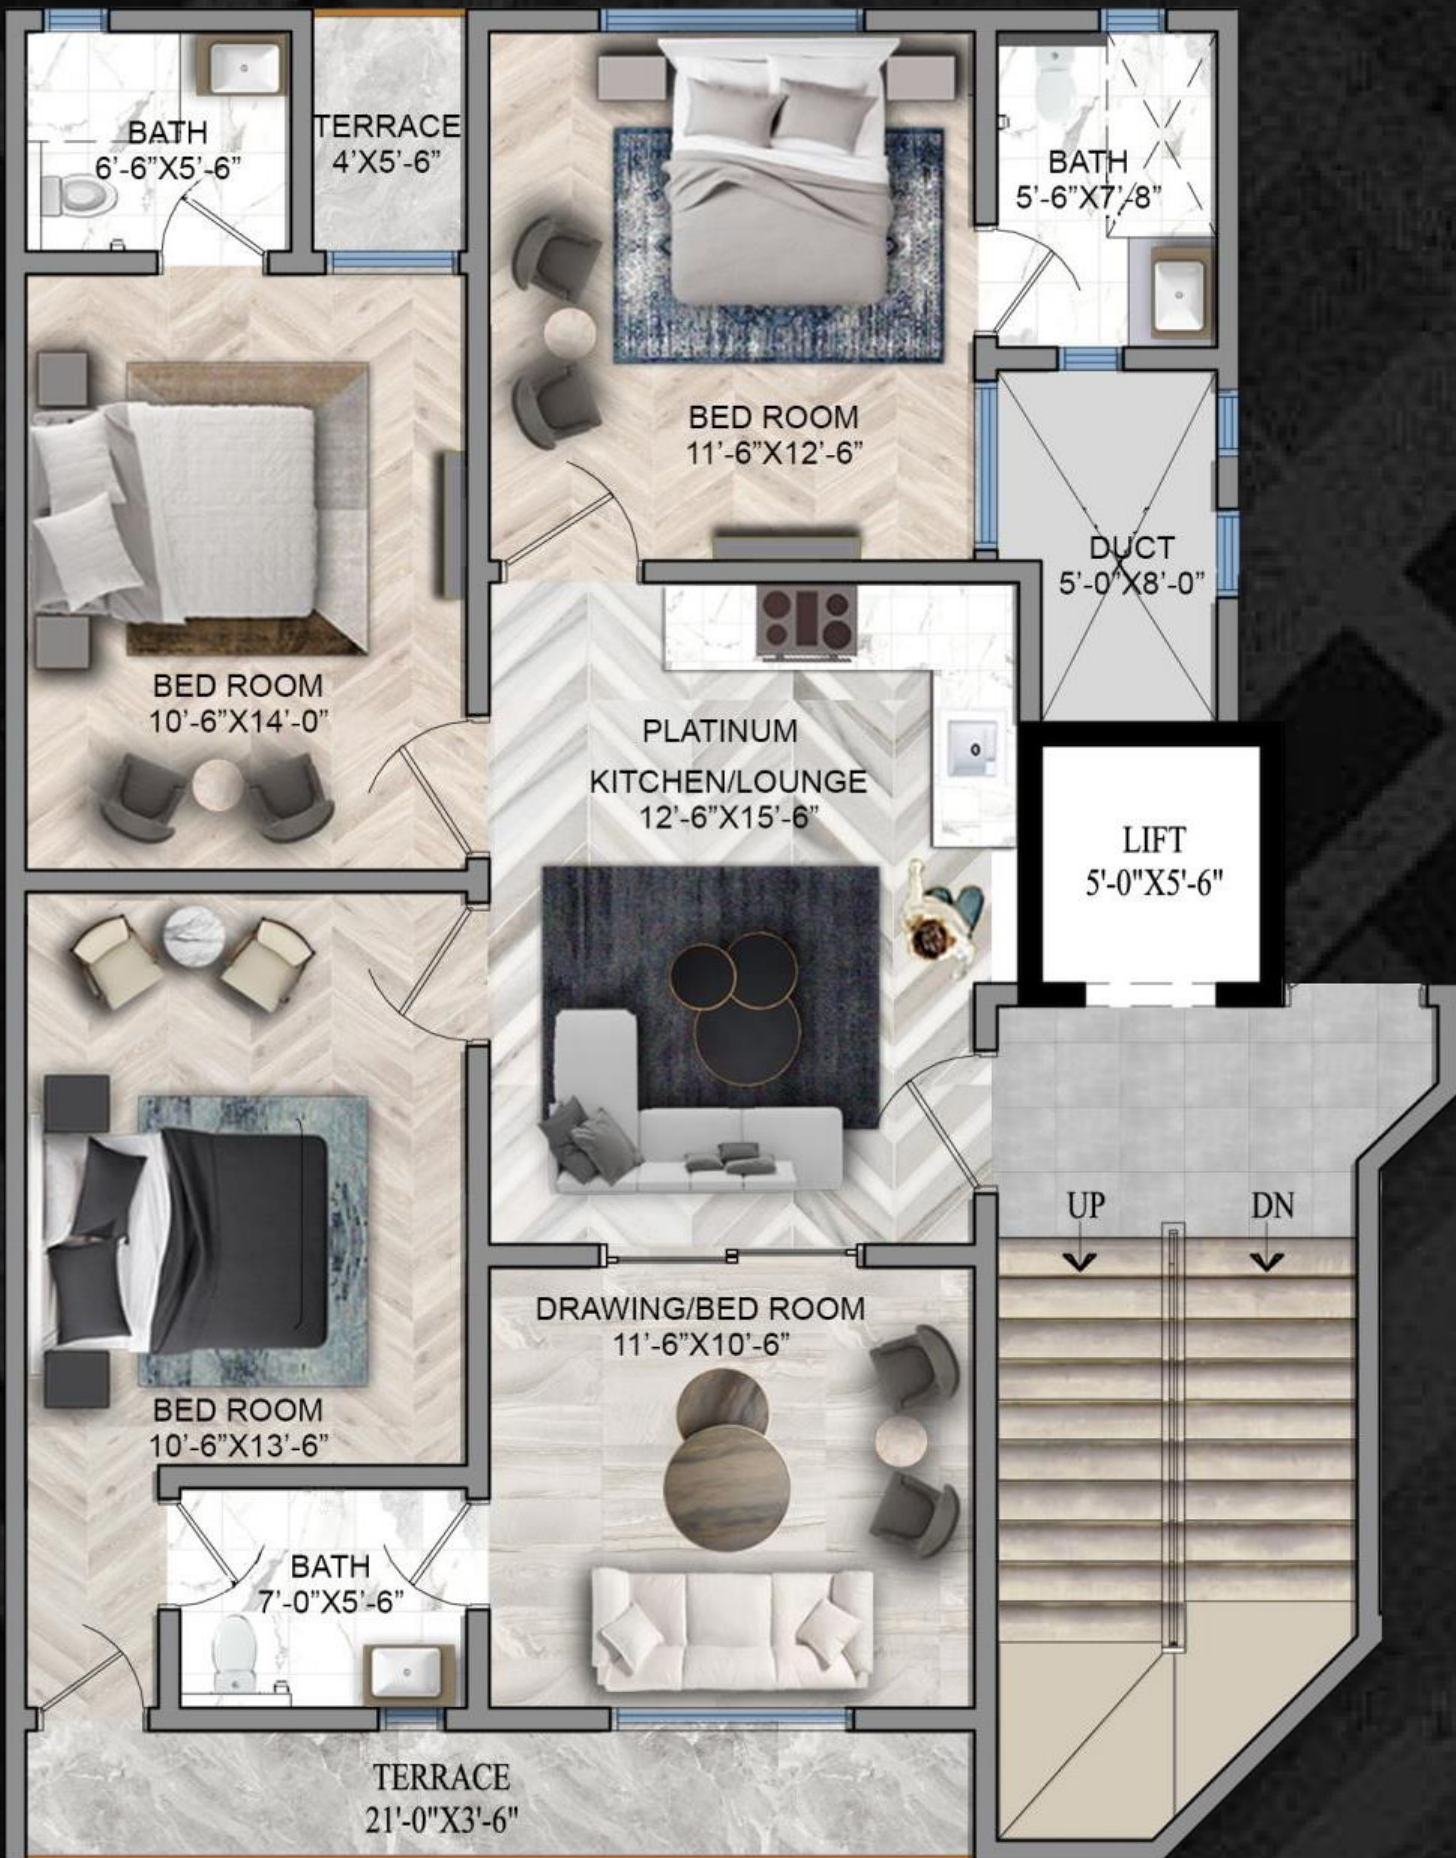 BATH
6'-6”X5'-6”
TERRACE
4’X5’-6”
BATH
5'-6”X7'-8”
BED ROOM
11'-6”X12'-6”
DUCT
5'-0”X8'-0”
BED ROOM
10'-6”X14'-0”
PLATINUM
KITCHEN/LOUNGE
12'-6”X15'-6”
LIFT
5'-0"X5'-6"
UP
DN
DRAWING/BED ROOM
11'-6”X10'-6”
BED ROOM
10'-6”X13'-6”
BATH
7'-0”X5'-6”
TERRACE
21'-0"X3'-6"